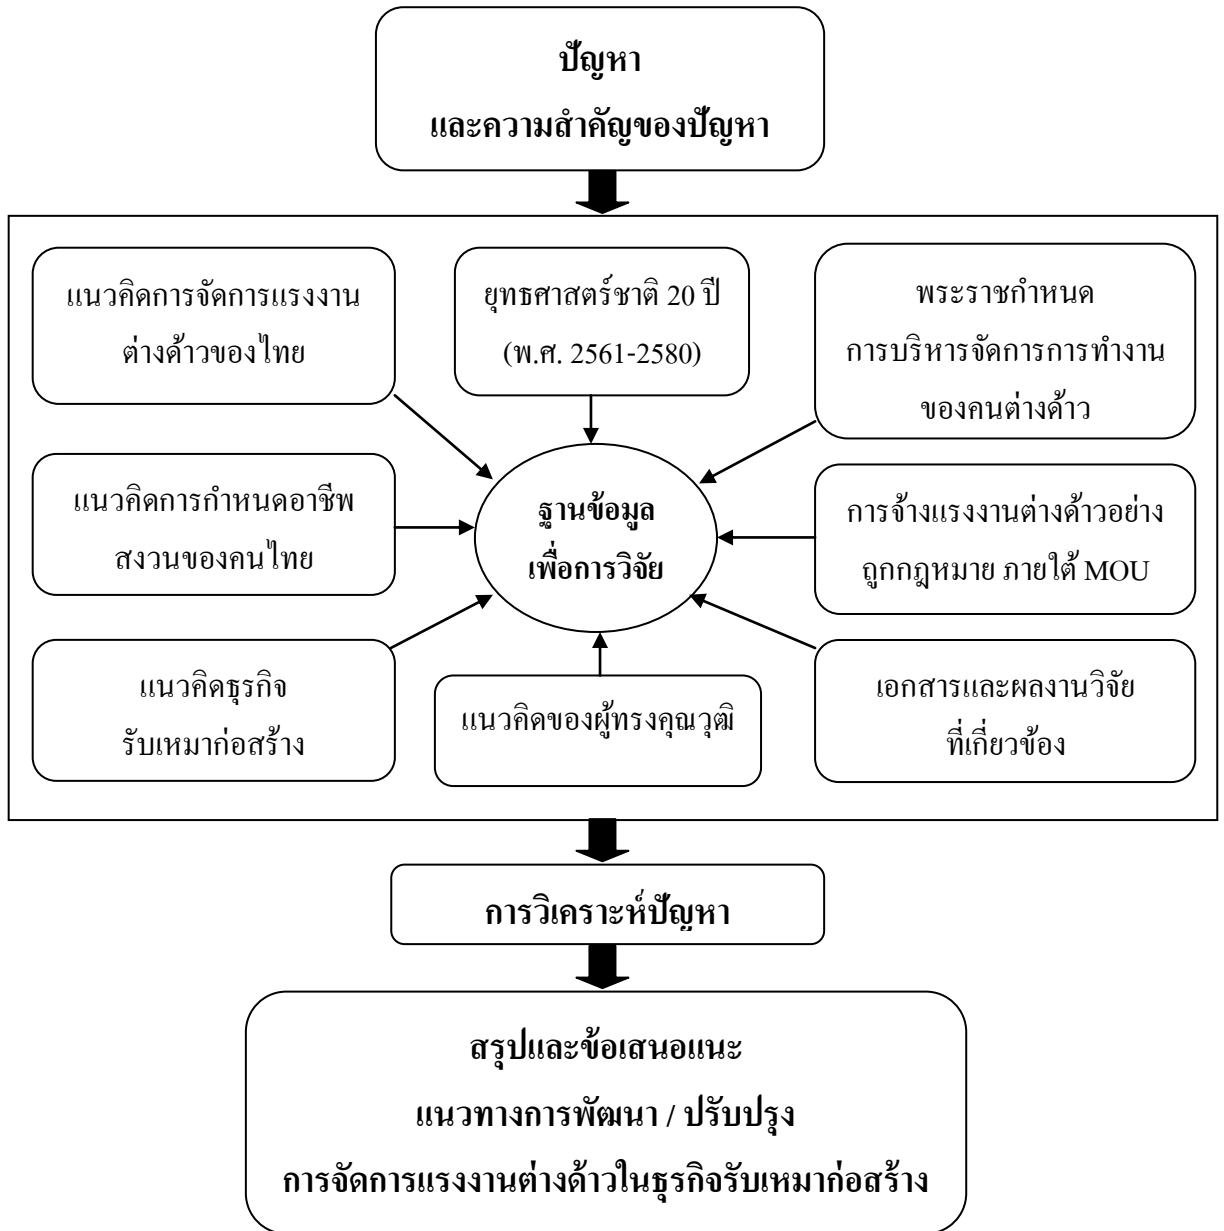 ปัญหา
และความสำคัญของปัญหา
แนวคิดการจัดการแรงงาน
ต่างด้าวของไทย
ยุทธศาสตร์ชาติ 20 ปี
(พ.ศ. 2561-2580)
พระราชกำหนด
การบริหารจัดการการทำงาน
ของคนต่างด้าว
แนวคิดการกำหนดอาชีพ
สงวนของคนไทย
ฐานข้อมูล
เพื่อการวิจัย
การจ้างแรงงานต่างด้าวอย่าง
ถูกกฎหมาย ภายใต้ MOU
แนวคิดธุรกิจ
รับเหมาก่อสร้าง
แนวคิดของผู้ทรงคุณวุฒิ
เอกสารและผลงานวิจัย
ที่เกี่ยวข้อง
การวิเคราะห์ปัญหา
สรุปและข้อเสนอแนะ
แนวทางการพัฒนา / ปรับปรุง
การจัดการแรงงานต่างด้าวในธุรกิจรับเหมาก่อสร้าง